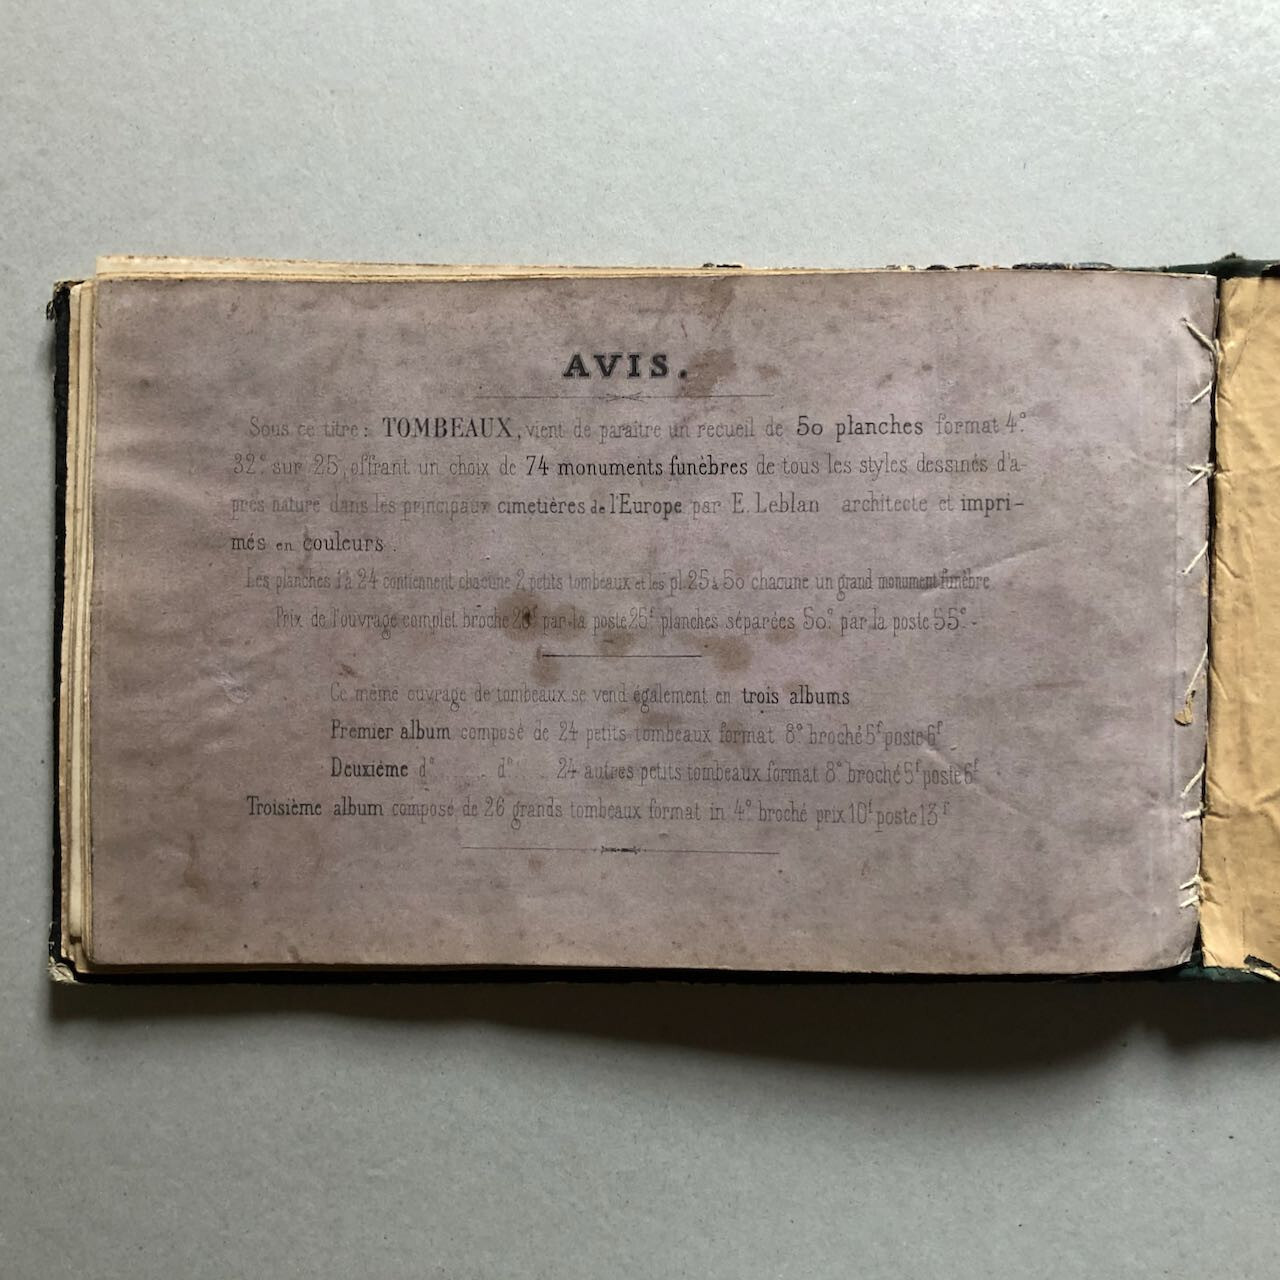 AVIS.
Sous ce titre: TOMBEAUX, vient de paraître un recueil de 50 planches format 4°
32° sur 25, offrant un choix de 74 monuments funèbres de tous les styles dessinés d'a-
près nature dans les principaux cimetières de l'Europe par E. Leblan architecte et impri-
més en couleurs.
Les planches 1 à 24 contiennent chacune 2 petits tombeaux et les pl. 25 à 50 chacune un grand monument funèbre
Prix de l'ouvrage complet broché par la poste 25f planches séparées 50c par la poste 55c.-
Ce même ouvrage de tombeaux se vend également en trois albums
Premier album composé de 24 petits tombeaux format 8° broché 5f poste 6f
Deuxième d° d° 24 autres petits tombeaux format 8° broché 5f poste 6f
Troisième album composé de 26 grands tombeaux format in 4° broché prix 10f poste 13f